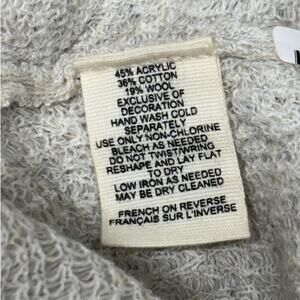 45% ACRYLIC
36% COTTON
19% WOOL
EXCLUSIVE OF
DECORATION
HAND WASH COLD
SEPARATELY
USE ONLY NON-CHLORINE
BLEACH AS NEEDED
DO NOT TWIST/WRING
RESHAPE AND LAY FLAT
TO DRY
LOW IRON AS NEEDED
MAY BE DRY CLEANED
FRENCH ON REVERSE
FRANÇAIS SUR L'INVERSE